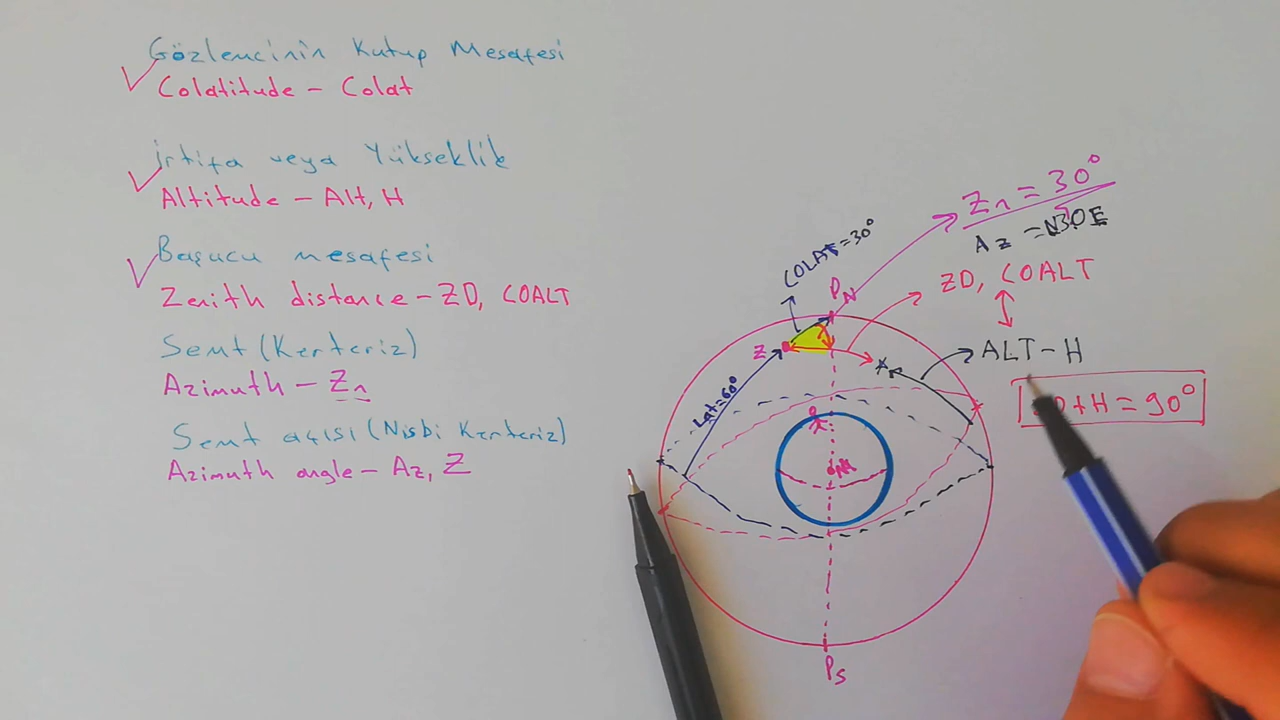 Gözlemcinin Kutup Mesafesi
Colatitude - Colat
İrtifa veya Yükseklik
Altitude - Alt, H
Başucu mesafesi
Zenith distance - ZD, COALT
Semt (Kerteriz)
Azimuth - Zn
Semt açısı (Nisbi Kerteriz)
Azimuth angle - Az, Z
Zn = 30°
Az = N30E
COLAT = 30°
ZD, COALT
PN
Z
ALT - H
Lat = 60°
+ H = 90°
Ps